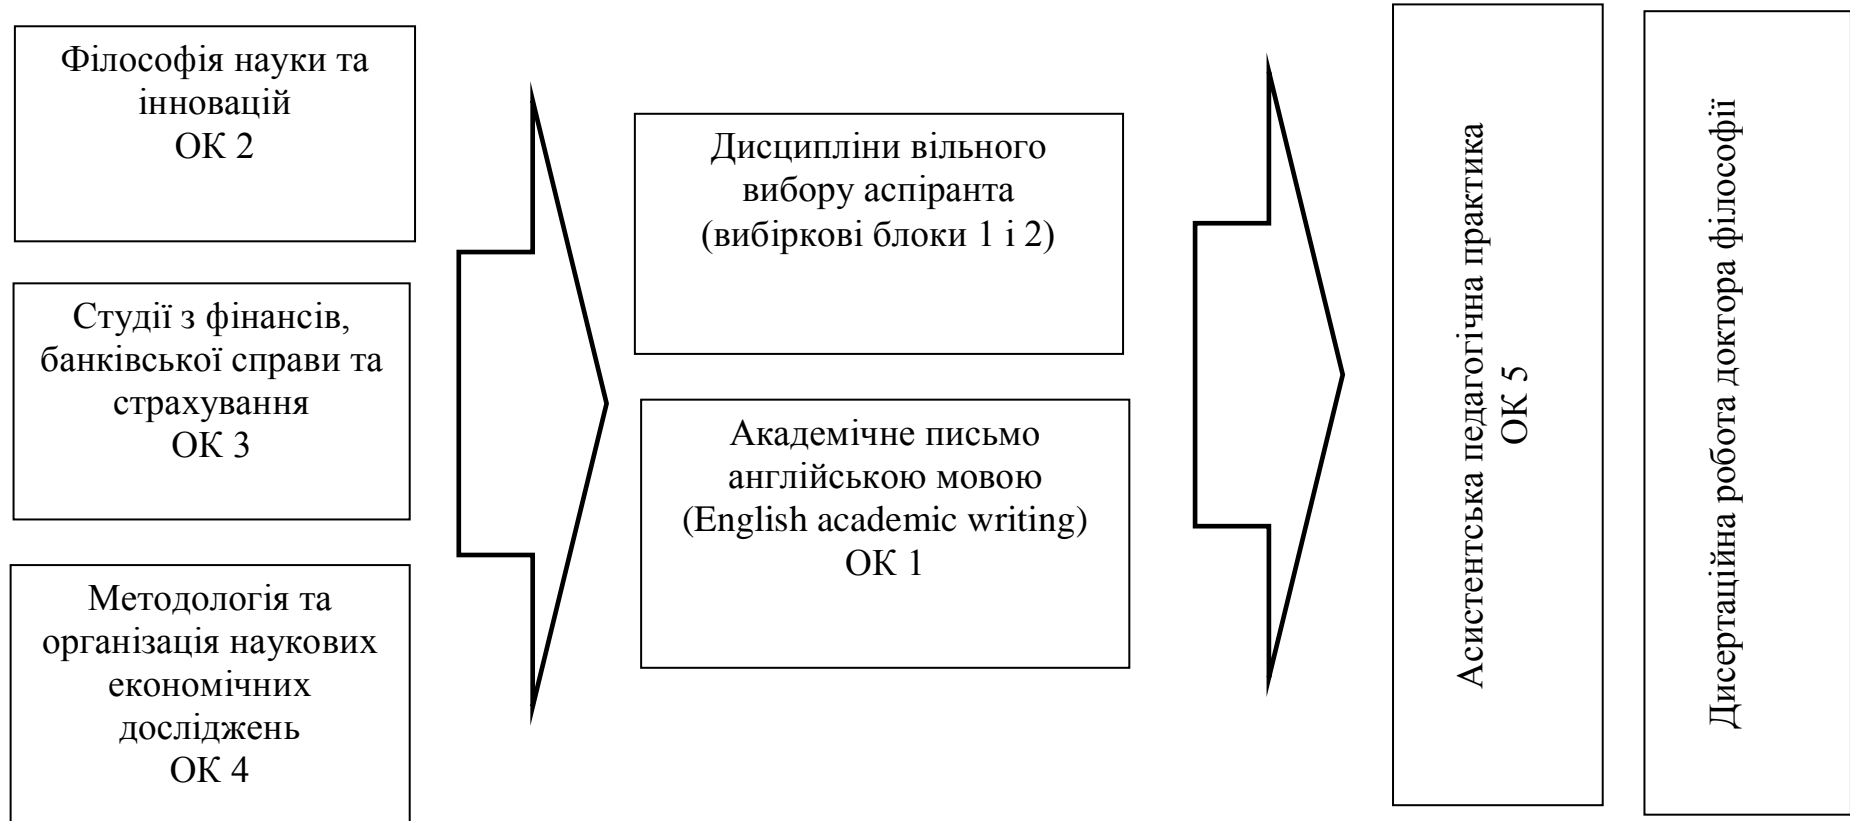 Філософія науки та
інновацій
ОК 2
Студії з фінансів,
банківської справи та
страхування
ОК 3
Методологія та
організація наукових
економічних
досліджень
ОК 4
Дисципліни вільного
вибору аспіранта
(вибіркові блоки 1 і 2)
Академічне письмо
англійською мовою
(English academic writing)
ОК 1
Асистентська педагогічна практика
ОК 5
Дисертаційна робота доктора філософії